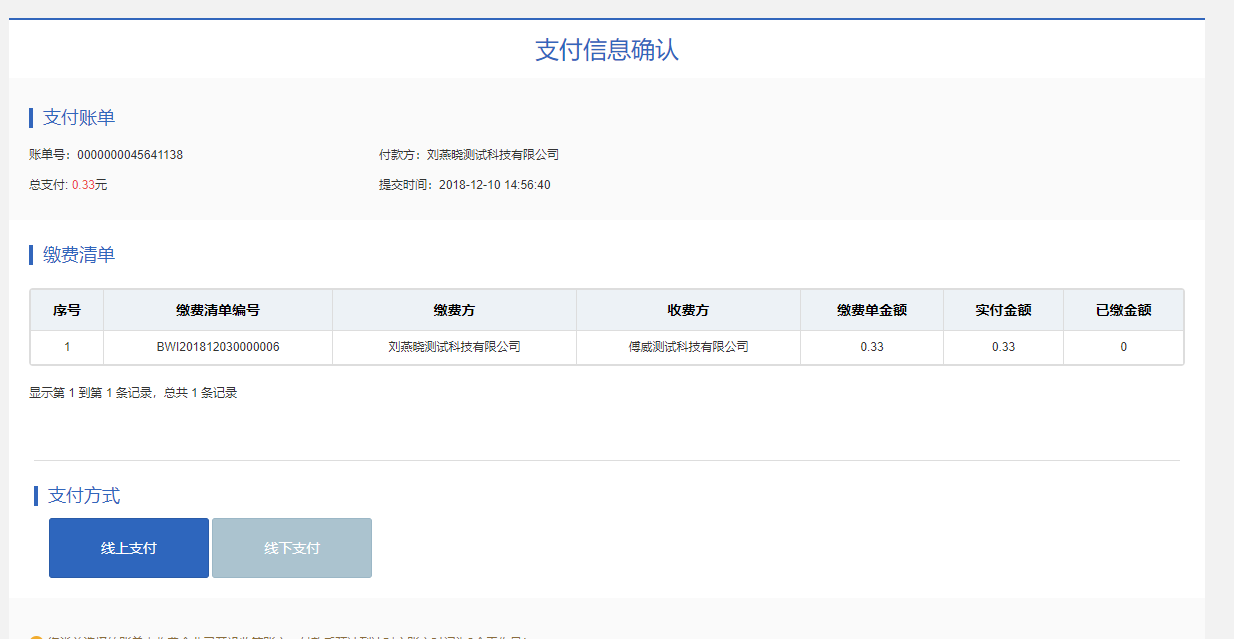 支付信息确认
支付账单
账单号：0000000045641138 付款方：刘燕晓测试科技有限公司
总支付: 0.33元 提交时间：2018-12-10 14:56:40
缴费清单
序号 缴费清单编号 缴费方 收费方 缴费单金额 实付金额 已缴金额
1 BWI201812030000006 刘燕晓测试科技有限公司 傅威测试科技有限公司 0.33 0.33 0
显示第 1 到第 1 条记录，总共 1 条记录
支付方式
线上支付 线下支付